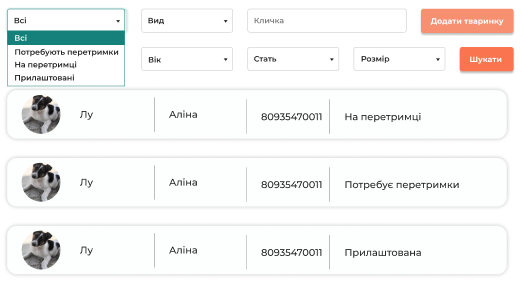 Всі
Вид
Кличка
Додати тваринку
Всі
Потребують перетримки
На перетримці
Прилаштовані
Вік
Стать
Розмір
Шукати
Лу
Аліна
80935470011
На перетримці
Лу
Аліна
80935470011
Потребує перетримки
Лу
Аліна
80935470011
Прилаштована